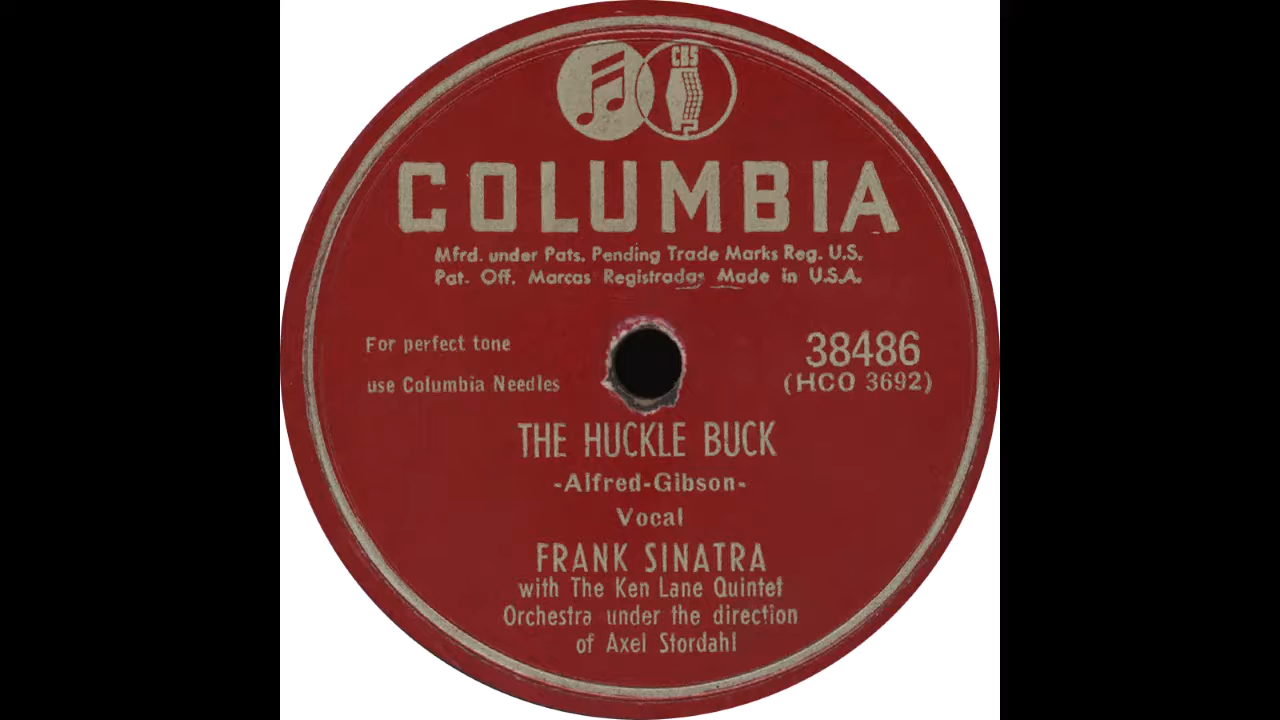 CBS
COLUMBIA
Mfrd. under Pats. Pending Trade Marks Reg. U.S.
Pat. Off. Marcas Registradas Made in U.S.A.
For perfect tone
use Columbia Needles
38486
(HCO 3692)
THE HUCKLE BUCK
-Alfred-Gibson-
Vocal
FRANK SINATRA
with The Ken Lane Quintet
Orchestra under the direction
of Axel Stordahl